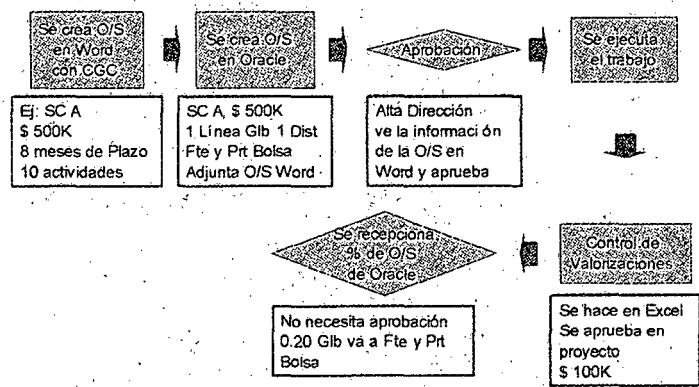 Se crea O/S
en Word
con CGC
Se crea O/S
en Oracle
Aprobación
Se ejecuta
el trabajo
Ej: SC A
$ 500K
8 meses de Plazo
10 actividades
SC A, $ 500K
1 Línea Glb 1 Dist
Fte y Prt Bolsa
Adjunta O/S Word
Alta Dirección
ve la información
de la O/S en
Word y aprueba
Se recepciona
% de O/S
de Oracle
Control de
Valorizaciones
No necesita aprobación
0.20 Glb va a Fte y Prt
Bolsa
Se hace en Excel
Se aprueba en
proyecto
$ 100K